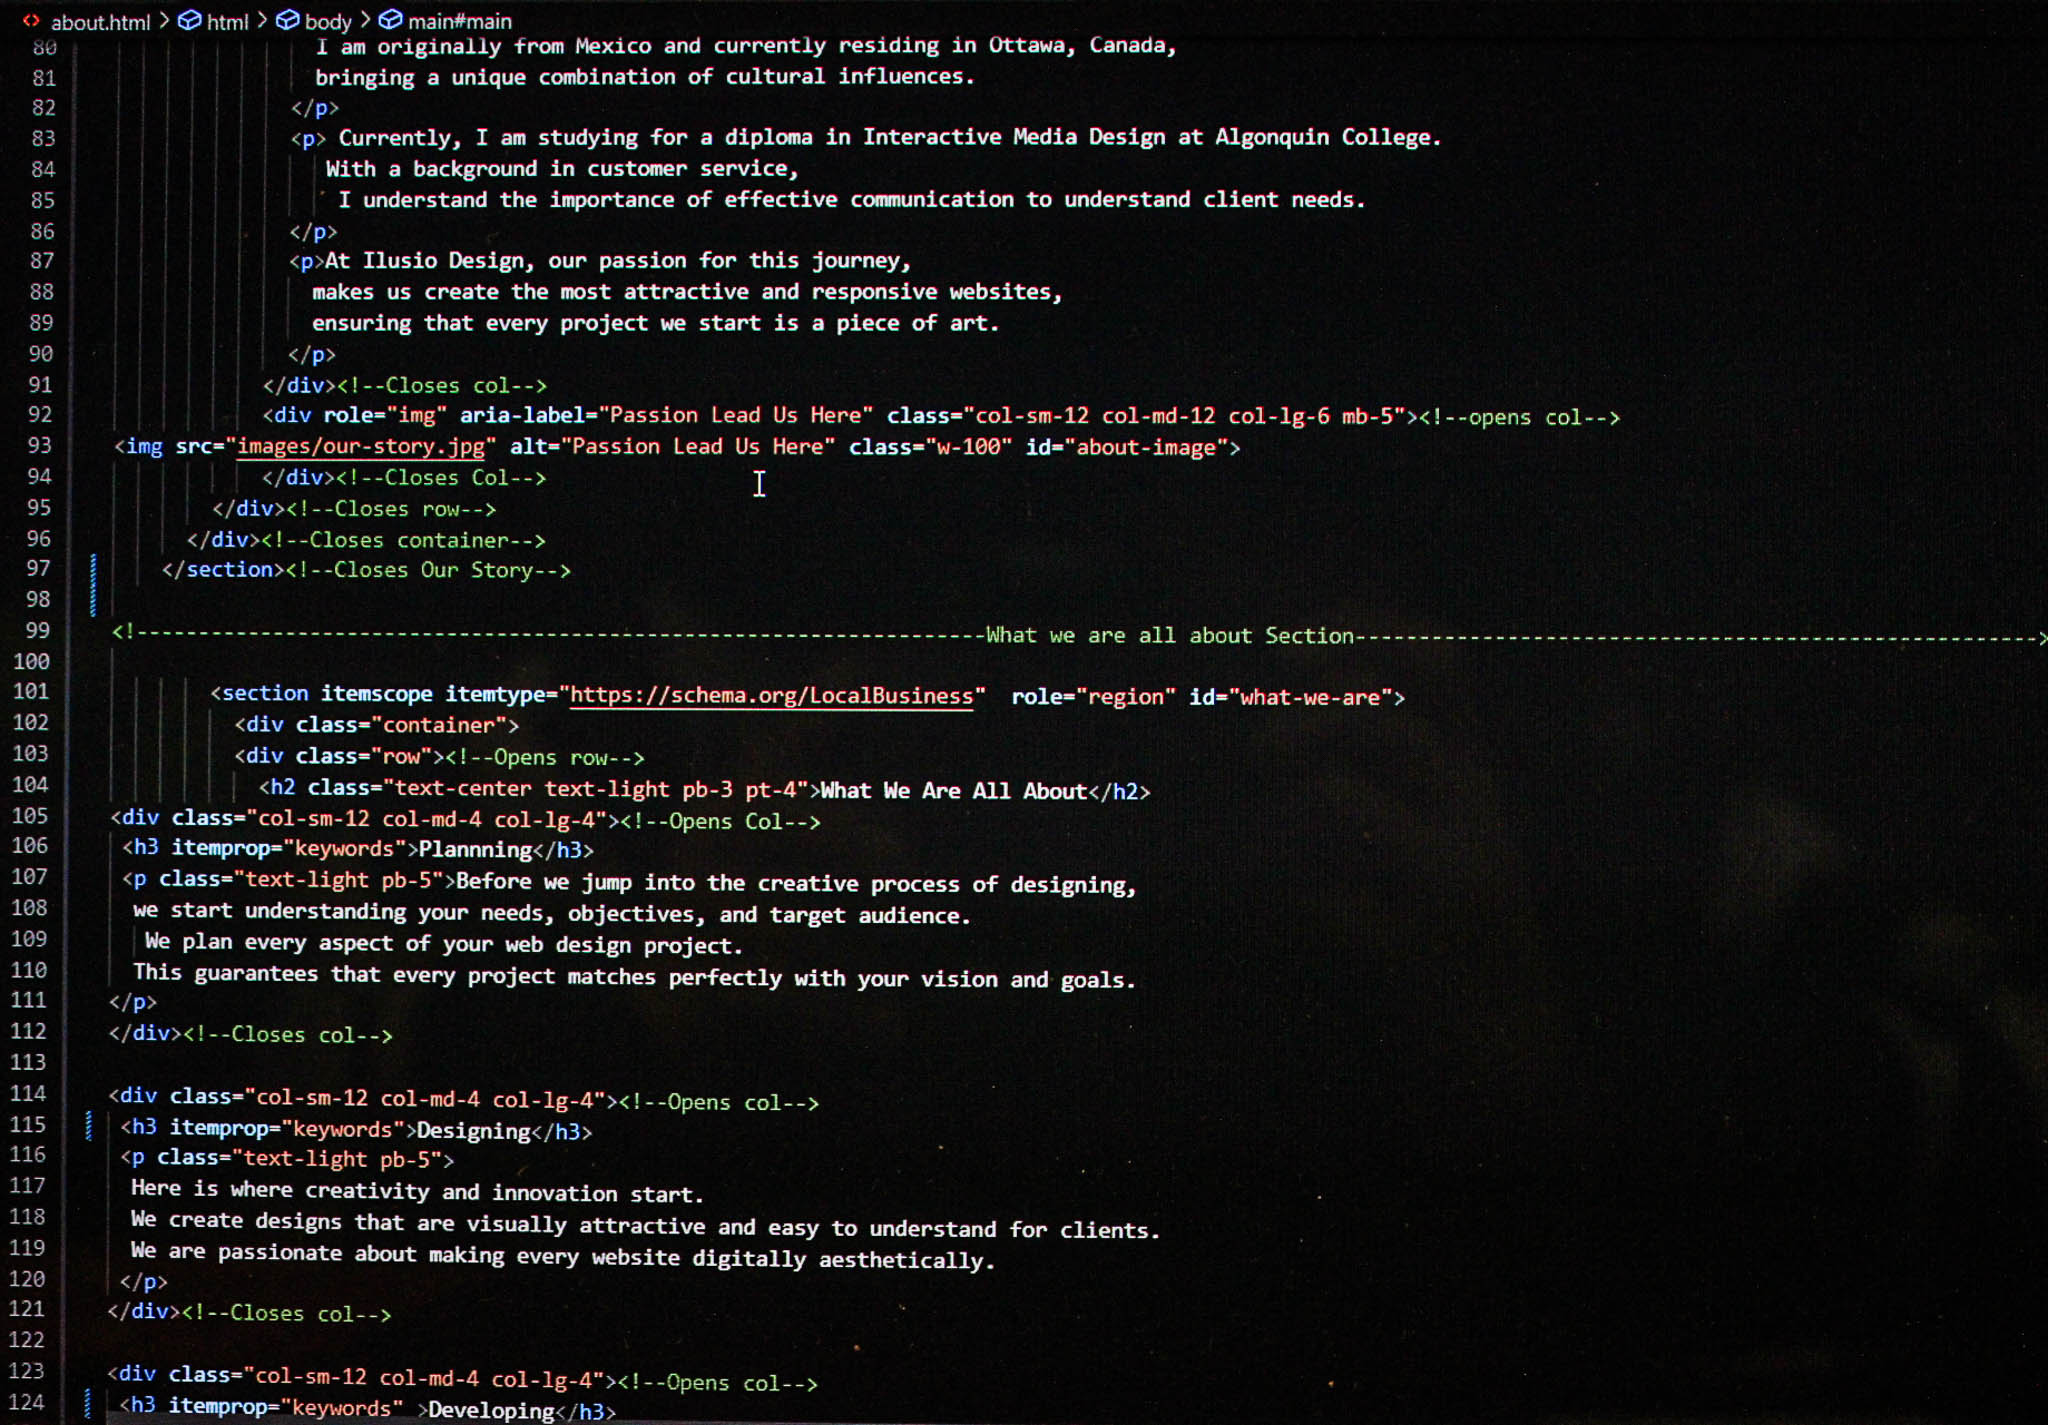 about.html > html > body > main#main
80 I am originally from Mexico and currently residing in Ottawa, Canada,
81 bringing a unique combination of cultural influences.
82 </p>
83 <p> Currently, I am studying for a diploma in Interactive Media Design at Algonquin College.
84 With a background in customer service,
85 I understand the importance of effective communication to understand client needs.
86 </p>
87 <p>At Ilusio Design, our passion for this journey,
88 makes us create the most attractive and responsive websites,
89 ensuring that every project we start is a piece of art.
90 </p>
91 </div><!--Closes col-->
92 <div role="img" aria-label="Passion Lead Us Here" class="col-sm-12 col-md-12 col-lg-6 mb-5"><!--opens col-->
93 <img src="images/our-story.jpg" alt="Passion Lead Us Here" class="w-100" id="about-image">
94 </div><!--Closes Col-->
95 </div><!--Closes row-->
96 </div><!--Closes container-->
97 </section><!--Closes Our Story-->
98
99 <!--------------------------------------------------------------------What we are all about Section------------------------------------------------------->
100
101 <section itemscope itemtype="https://schema.org/LocalBusiness"  role="region" id="what-we-are">
102 <div class="container">
103 <div class="row"><!--Opens row-->
104 <h2 class="text-center text-light pb-3 pt-4">What We Are All About</h2>
105 <div class="col-sm-12 col-md-4 col-lg-4"><!--Opens Col-->
106 <h3 itemprop="keywords">Plannning</h3>
107 <p class="text-light pb-5">Before we jump into the creative process of designing,
108 we start understanding your needs, objectives, and target audience.
109 We plan every aspect of your web design project.
110 This guarantees that every project matches perfectly with your vision and goals.
111 </p>
112 </div><!--Closes col-->
113
114 <div class="col-sm-12 col-md-4 col-lg-4"><!--Opens col-->
115 <h3 itemprop="keywords">Designing</h3>
116 <p class="text-light pb-5">
117 Here is where creativity and innovation start.
118 We create designs that are visually attractive and easy to understand for clients.
119 We are passionate about making every website digitally aesthetically.
120 </p>
121 </div><!--Closes col-->
122
123 <div class="col-sm-12 col-md-4 col-lg-4"><!--Opens col-->
124 <h3 itemprop="keywords" >Developing</h3>